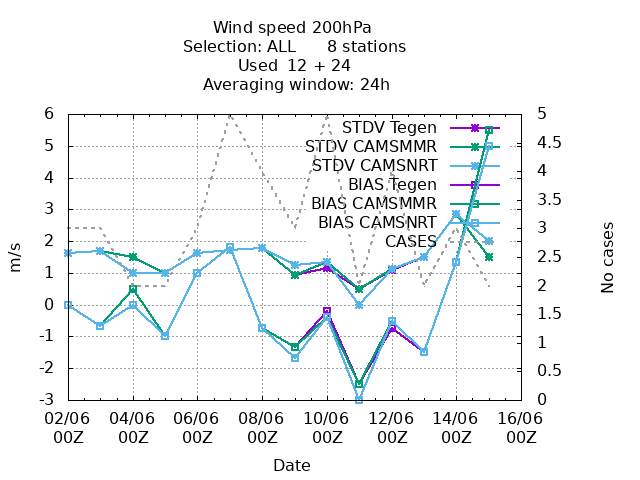 Wind speed 200hPa
Selection: ALL 8 stations
Used 12 + 24
Averaging window: 24h
6
5
4
3
2
1
0
-1
-2
-3
m/s
STDV Tegen
STDV CAMSMMR
STDV CAMSNRT
BIAS Tegen
BIAS CAMSMMR
BIAS CAMSNRT
CASES
5
4.5
4
3.5
3
2.5
2
1.5
1
0.5
0
No cases
02/06 04/06 06/06 08/06 10/06 12/06 14/06 16/06
00Z 00Z 00Z 00Z 00Z 00Z 00Z 00Z
Date